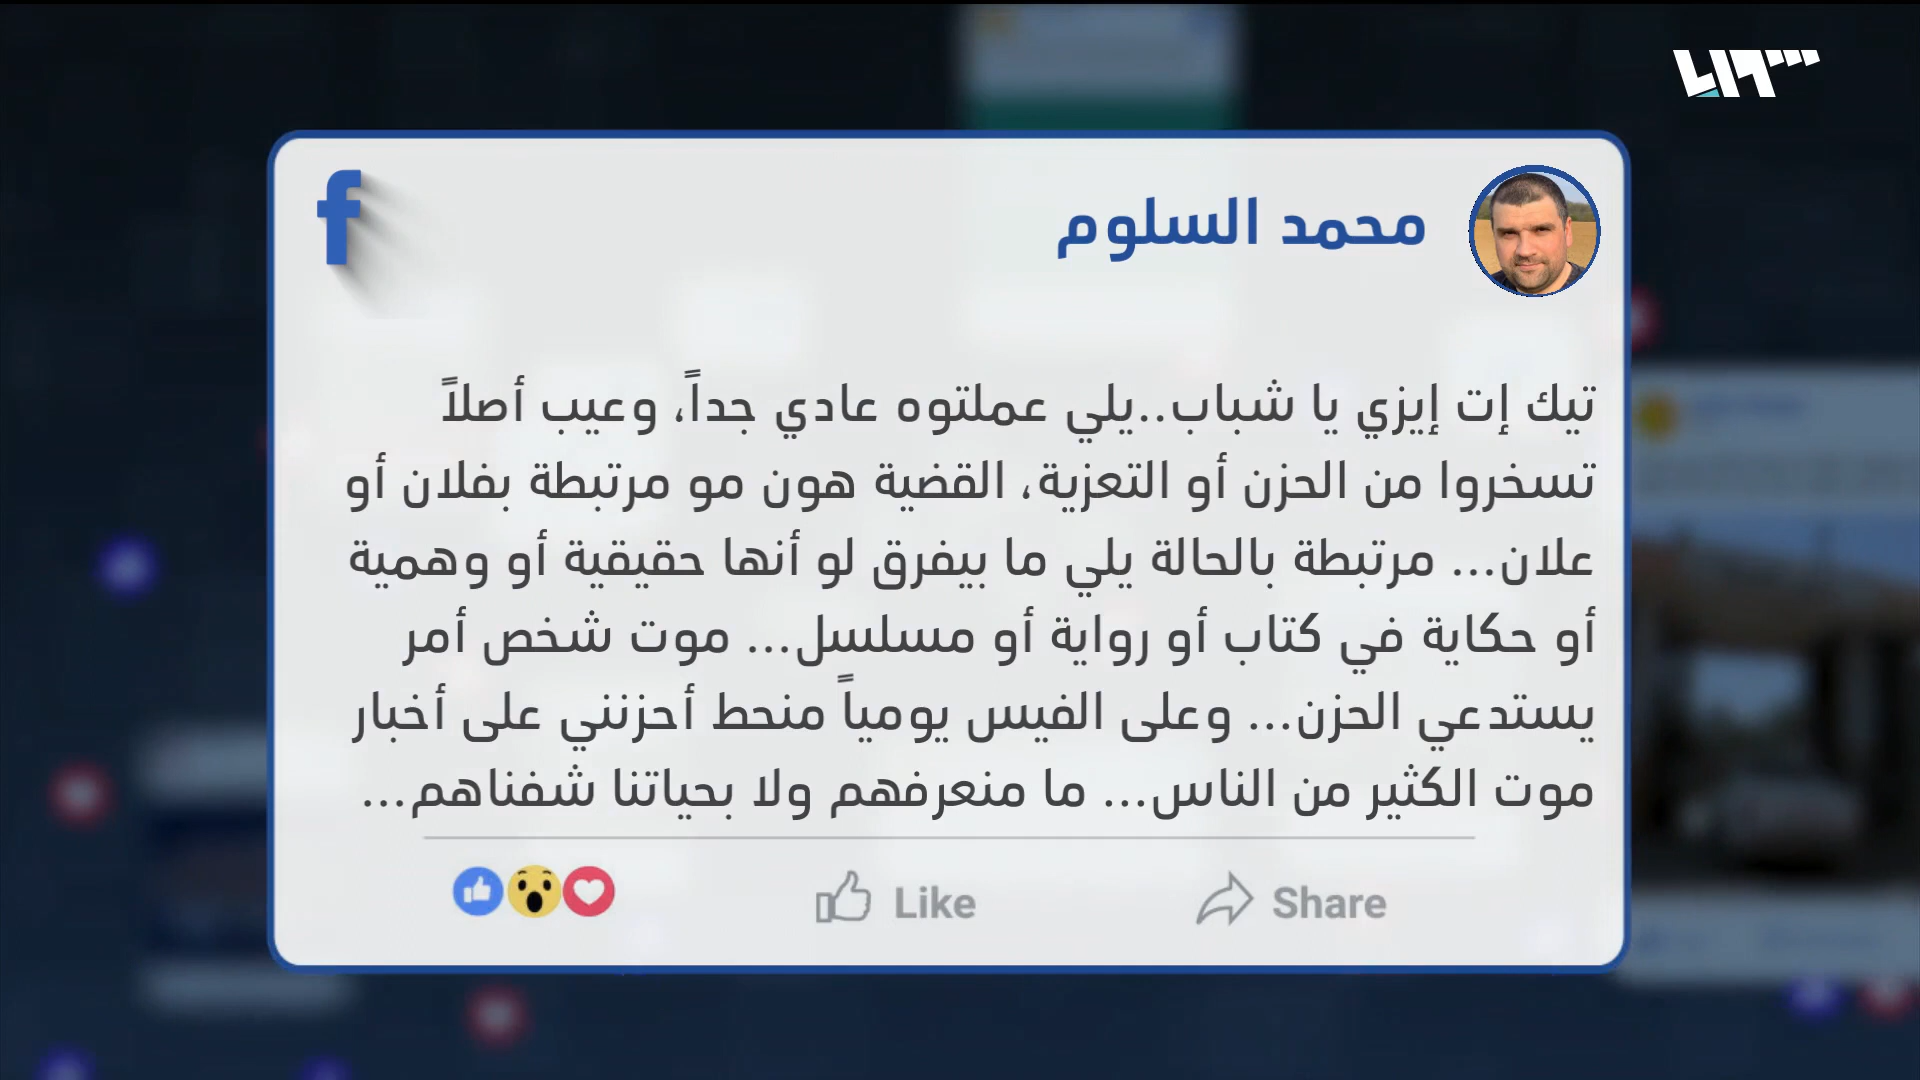 محمد السلوم
تيك إت إيزي يا شباب..يلي عملتوه عادي جداً، وعيب أصلاً
تسخروا من الحزن أو التعزية، القضية هون مو مرتبطة بفلان أو
علان... مرتبطة بالحالة يلي ما بيفرق لو أنها حقيقية أو وهمية
أو حكاية في كتاب أو رواية أو مسلسل... موت شخص أمر
يستدعي الحزن... وعلى الفيس يومياً منحط أحزنني على أخبار
موت الكثير من الناس... ما منعرفهم ولا بحياتنا شفناهم...
Like
Share